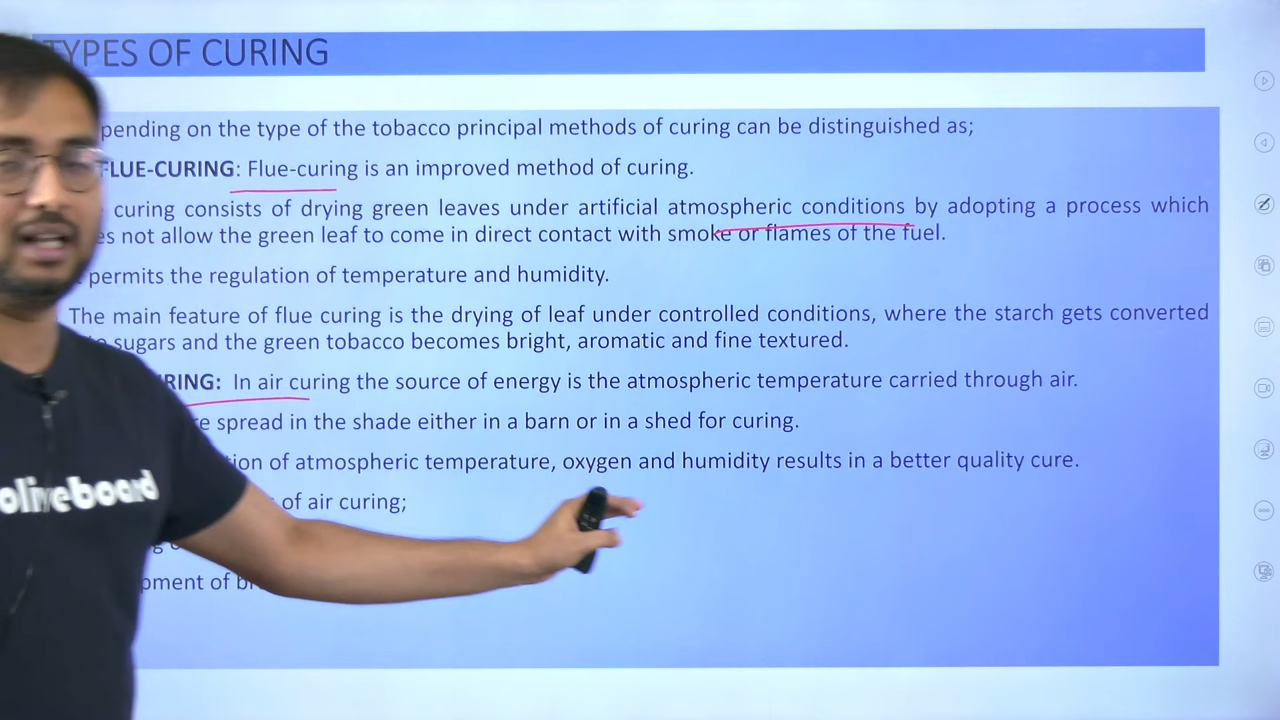 TYPES OF CURING
pending on the type of the tobacco principal methods of curing can be distinguished as;
FLUE-CURING: Flue-curing is an improved method of curing.
curing consists of drying green leaves under artificial atmospheric conditions by adopting a process which
es not allow the green leaf to come in direct contact with smoke or flames of the fuel.
permits the regulation of temperature and humidity.
The main feature of flue curing is the drying of leaf under controlled conditions, where the starch gets converted
sugars and the green tobacco becomes bright, aromatic and fine textured.
RING: In air curing the source of energy is the atmospheric temperature carried through air.
e spread in the shade either in a barn or in a shed for curing.
ion of atmospheric temperature, oxygen and humidity results in a better quality cure.
of air curing;
pment of
oliveboard